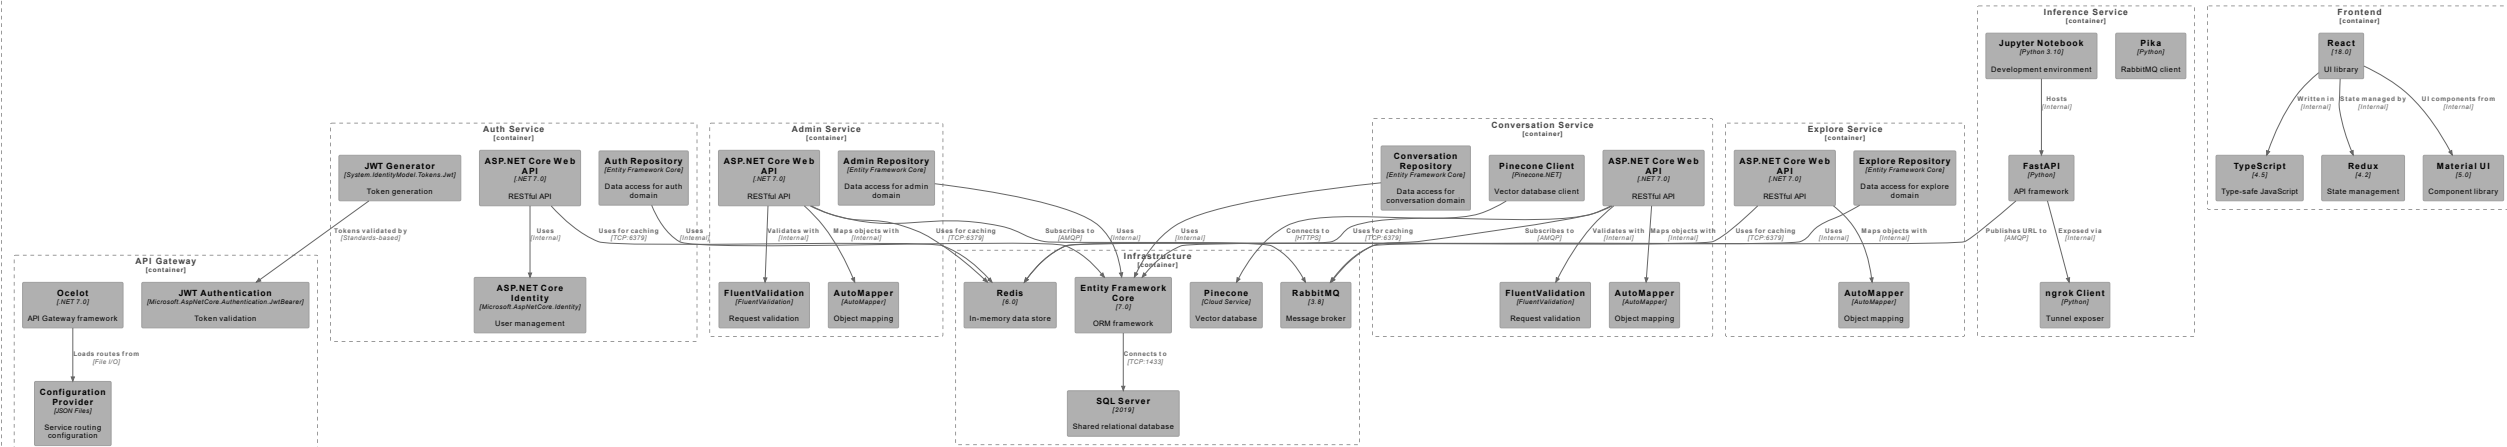 Inference Service
[container]
Jupyter Notebook
[Python 3.10]
Development environment
Pika
[Python]
RabbitMQ client
Hosts
[Internal]
FastAPI
[Python]
API framework
Publishes URL to
[AMQP]
Exposed via
[Internal]
ngrok Client
[Python]
Tunnel exposer
Frontend
[container]
React
[18.0]
UI library
Written in
[Internal]
State managed by
[Internal]
UI components from
[Internal]
TypeScript
[4.5]
Type-safe JavaScript
Redux
[4.2]
State management
Material UI
[5.0]
Component library
Auth Service
[container]
JWT Generator
[System.IdentityModel.Tokens.Jwt]
Token generation
ASP.NET Core Web
API
[.NET 7.0]
RESTful API
Auth Repository
[Entity Framework Core]
Data access for auth
domain
Tokens validated by
[Standards-based]
Uses
[Internal]
Uses for caching
[TCP:6379]
Uses
[Internal]
ASP.NET Core
Identity
[Microsoft.AspNetCore.Identity]
User management
Admin Service
[container]
ASP.NET Core Web
API
[.NET 7.0]
RESTful API
Admin Repository
[Entity Framework Core]
Data access for admin
domain
Validates with
[Internal]
Maps objects with
[Internal]
Uses for caching
[TCP:6379]
Subscribes to
[AMQP]
Uses
[Internal]
FluentValidation
[FluentValidation]
Request validation
AutoMapper
[AutoMapper]
Object mapping
Conversation Service
[container]
Conversation
Repository
[Entity Framework Core]
Data access for
conversation domain
Pinecone Client
[Pinecone.NET]
Vector database client
ASP.NET Core Web
API
[.NET 7.0]
RESTful API
Uses
[Internal]
Connects to
[HTTPS]
Uses for caching
[TCP:6379]
Subscribes to
[AMQP]
Validates with
[Internal]
Maps objects with
[Internal]
FluentValidation
[FluentValidation]
Request validation
AutoMapper
[AutoMapper]
Object mapping
Explore Service
[container]
ASP.NET Core Web
API
[.NET 7.0]
RESTful API
Explore Repository
[Entity Framework Core]
Data access for explore
domain
Uses for caching
[TCP:6379]
Uses
[Internal]
Maps objects with
[Internal]
AutoMapper
[AutoMapper]
Object mapping
API Gateway
[container]
Ocelot
[.NET 7.0]
API Gateway framework
JWT Authentication
[Microsoft.AspNetCore.Authentication.JwtBearer]
Token validation
Loads routes from
[File I/O]
Configuration
Provider
[JSON Files]
Service routing
configuration
Infrastructure
[container]
Redis
[6.0]
In-memory data store
Entity Framework
Core
[7.0]
ORM framework
Pinecone
[Cloud Service]
Vector database
RabbitMQ
[3.8]
Message broker
Connects to
[TCP:1433]
SQL Server
[2019]
Shared relational database